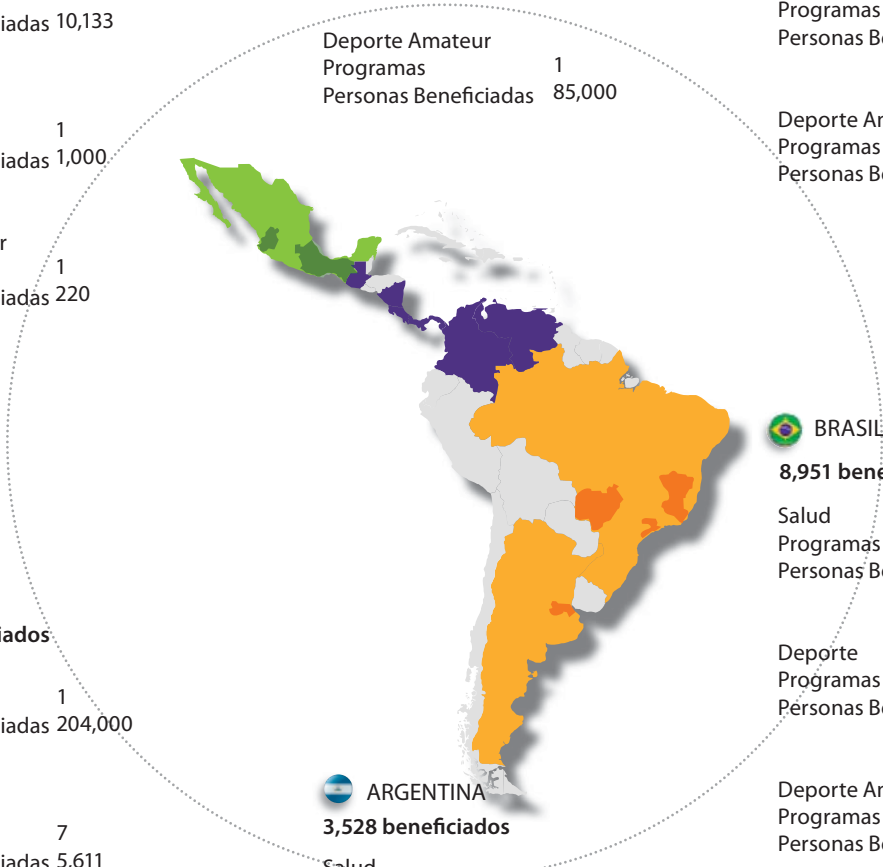 iadas 10,133
1
iadas 1,000
r
1
iadas 220
iados
1
iadas 204,000
7
iadas 5,611
Deporte Amateur
Programas 1
Personas Beneficiadas 85,000
ARGENTINA
3,528 beneficiados
Salud
Programas
Personas Be
Deporte Am
Programas
Personas Be
BRASIL
8,951 bene
Salud
Programas
Personas Be
Deporte
Programas
Personas Be
Deporte Am
Programas
Personas Be